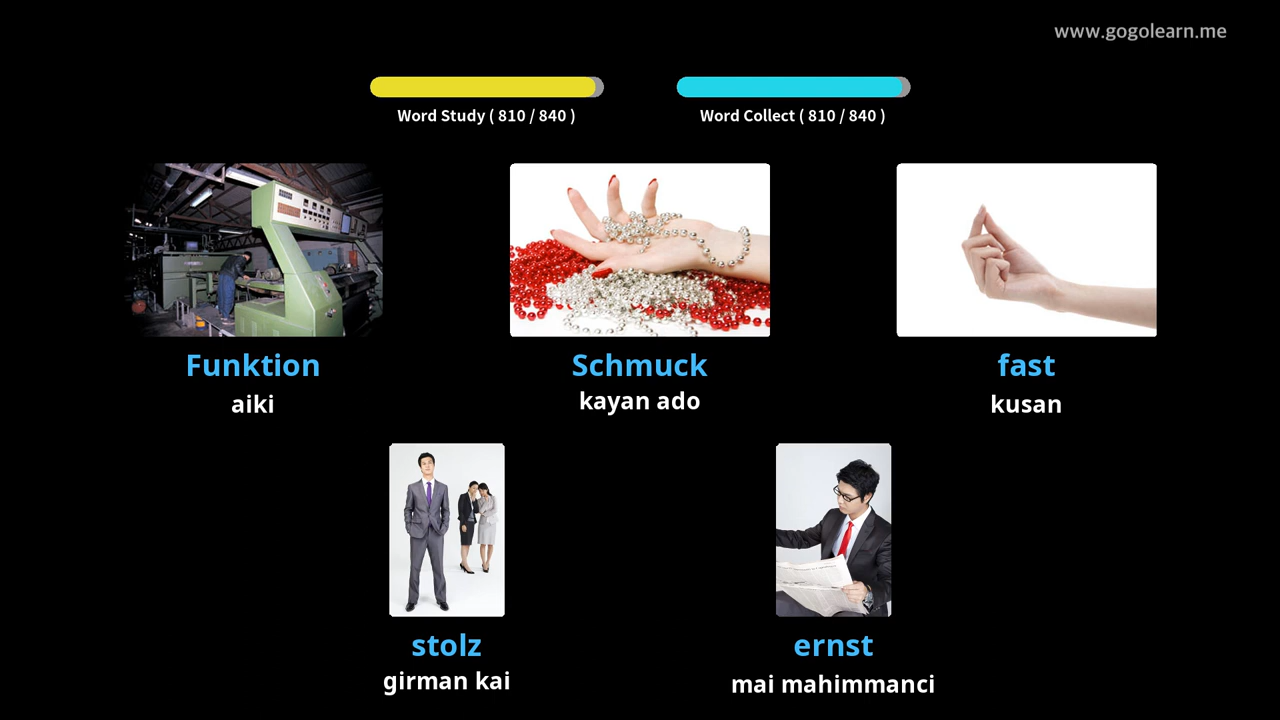 www.gogolearn.me
Word Study ( 810 / 840 )
Word Collect ( 810 / 840 )
Funktion
aiki
Schmuck
kayan ado
fast
kusan
stolz
girman kai
ernst
mai mahimmanci